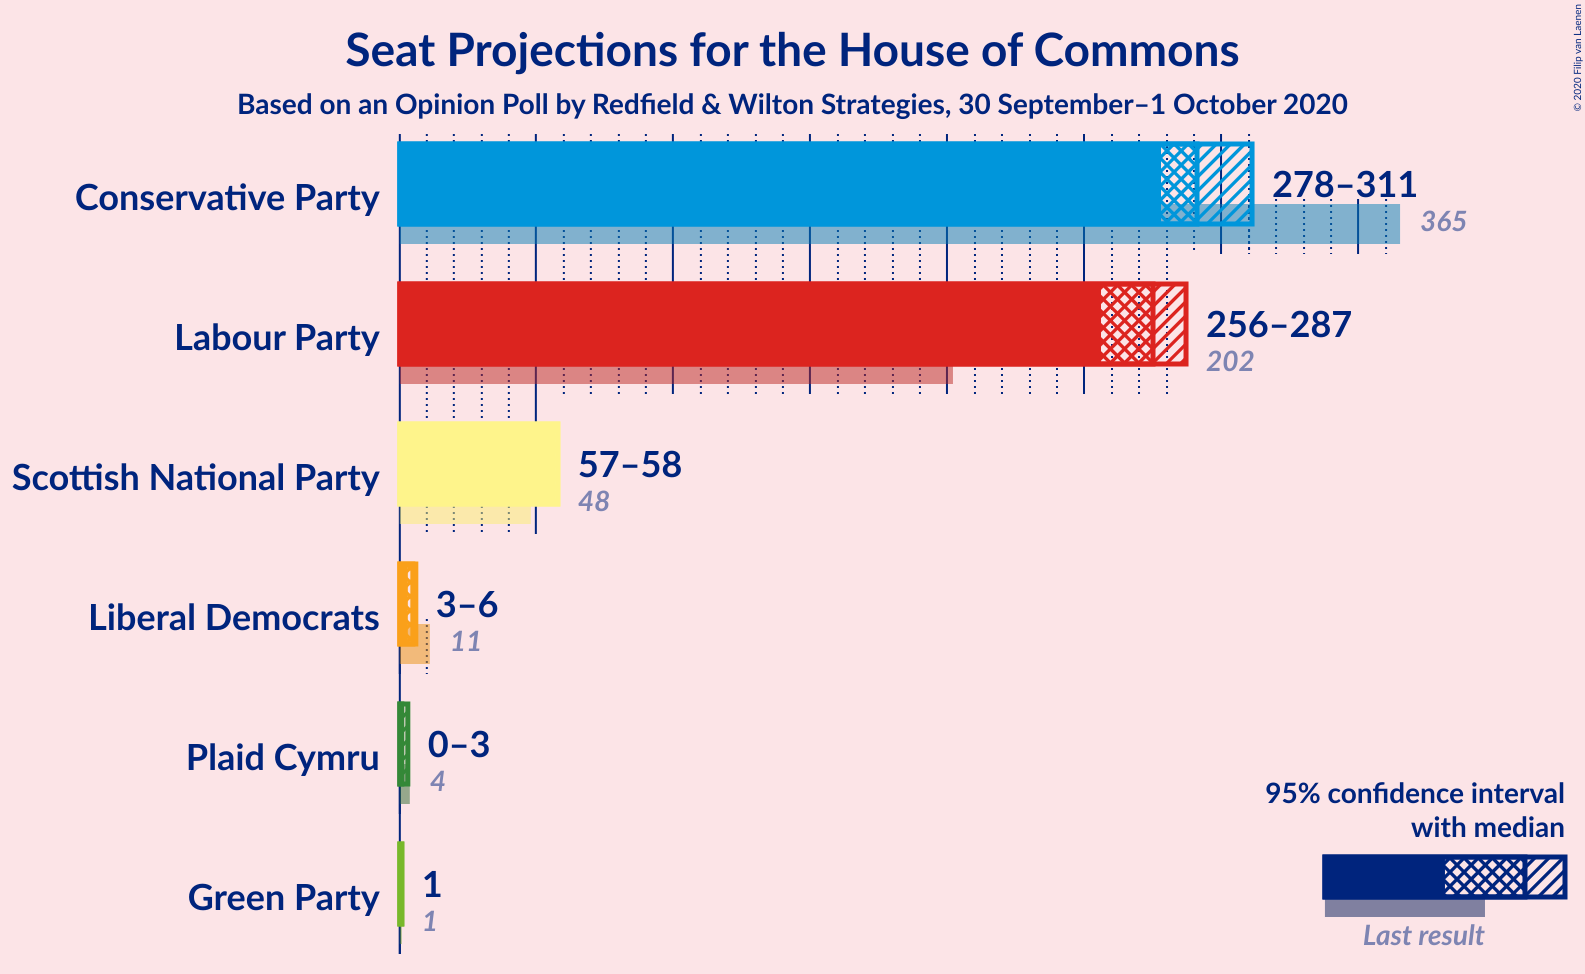 Seat Projections for the House of Commons
Based on an Opinion Poll by Redfield & Wilton Strategies, 30 September–1 October 2020
© 2020 Filip van Laenen
Conservative Party
278–311
365
Labour Party
256–287
202
Scottish National Party
57–58
48
Liberal Democrats
3–6
11
Plaid Cymru
0–3
4
Green Party
1
1
95% confidence interval
with median
Last result